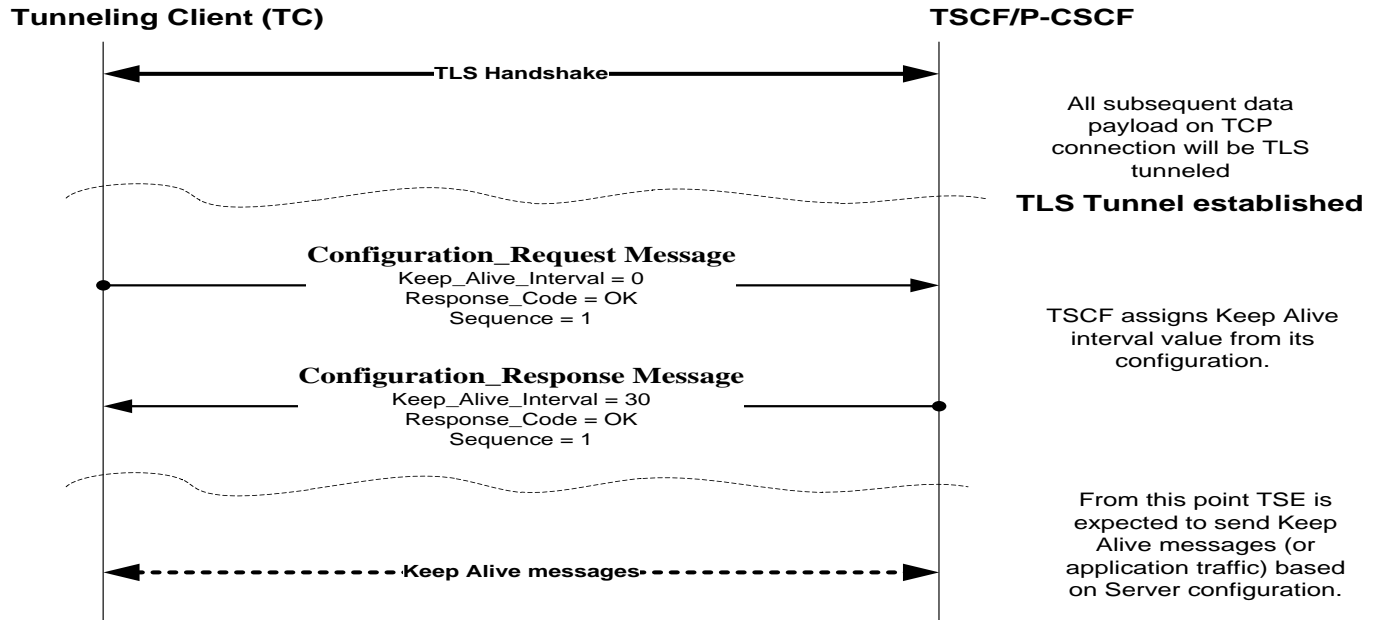 Tunneling Client (TC)
TSCF/P-CSCF
TLS Handshake
All subsequent data
payload on TCP
connection will be TLS
tunneled
TLS Tunnel established
Configuration_Request Message
Keep_Alive_Interval = 0
Response_Code = OK
Sequence = 1
TSCF assigns Keep Alive
interval value from its
configuration.
Configuration_Response Message
Keep_Alive_Interval = 30
Response_Code = OK
Sequence = 1
From this point TSE is
expected to send Keep
Alive messages (or
application traffic) based
on Server configuration.
Keep Alive messages